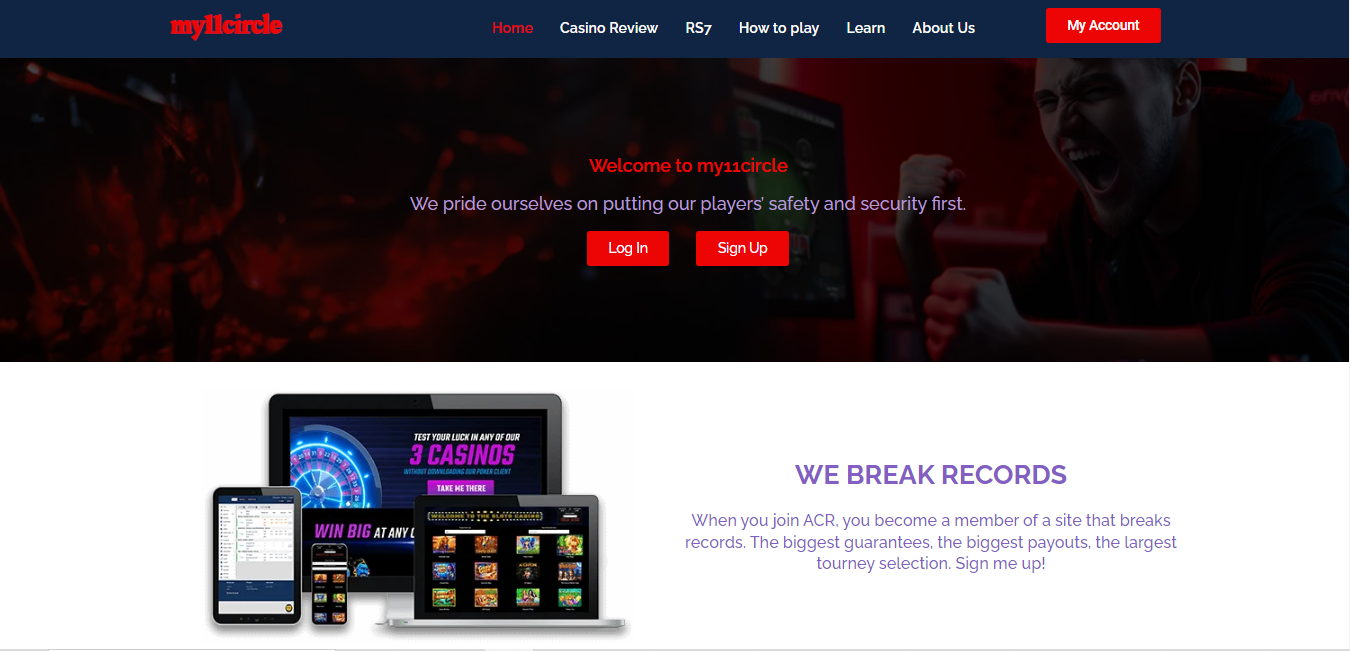 my11circle
Home Casino Review RS7 How to play Learn About Us My Account
Welcome to my11circle
We pride ourselves on putting our players’ safety and security first.
Log In Sign Up
TEST YOUR LUCK IN ANY OF OUR
3 CASINOS
WITHOUT DOWNLOADING OUR POKER CLIENT
TAKE ME THERE
WIN BIG AT ANY
WELCOME TO THE SLOTS CASINO
WE BREAK RECORDS
When you join ACR, you become a member of a site that breaks
records. The biggest guarantees, the biggest payouts, the largest
tourney selection. Sign me up!